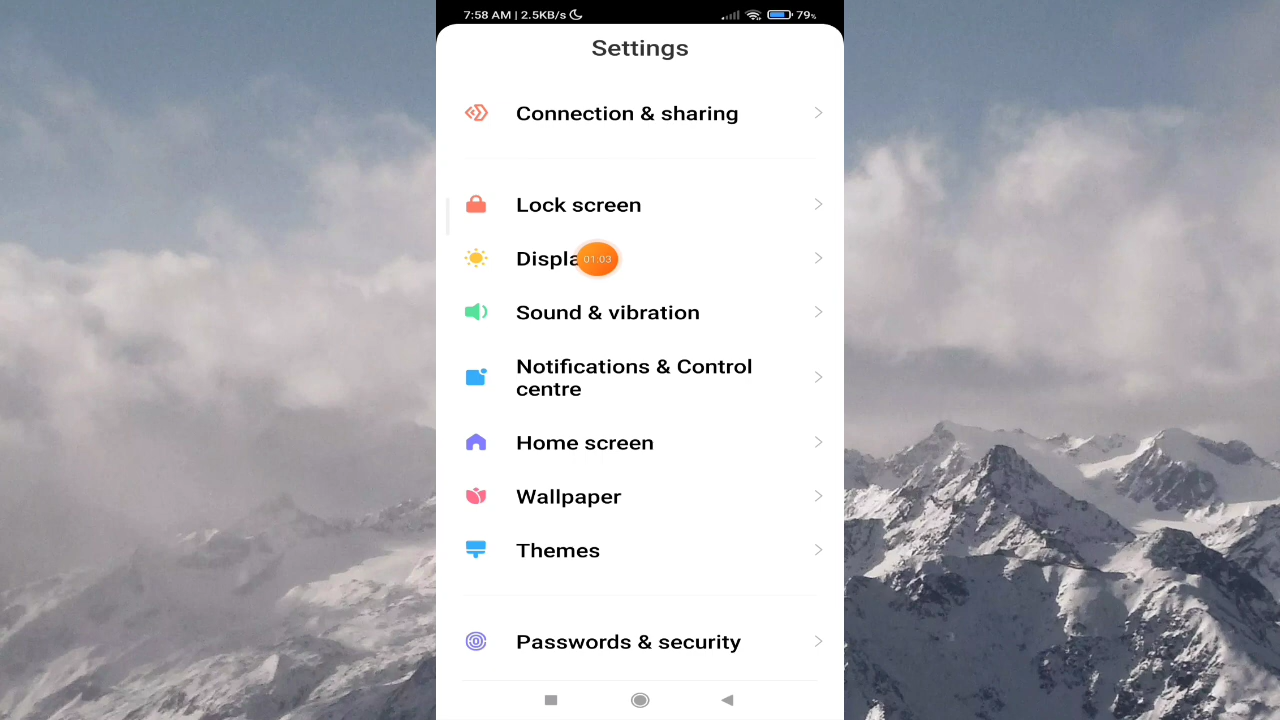 7:58 AM | 2.5KB/s 79%
Settings
Connection & sharing
Lock screen
Displa 01:03
Sound & vibration
Notifications & Control
centre
Home screen
Wallpaper
Themes
Passwords & security